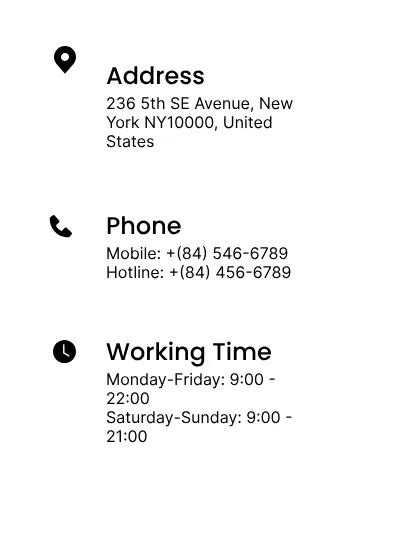 Address
236 5th SE Avenue, New
York NY10000, United
States
Phone
Mobile: +(84) 546-6789
Hotline: +(84) 456-6789
Working Time
Monday-Friday: 9:00 -
22:00
Saturday-Sunday: 9:00 -
21:00